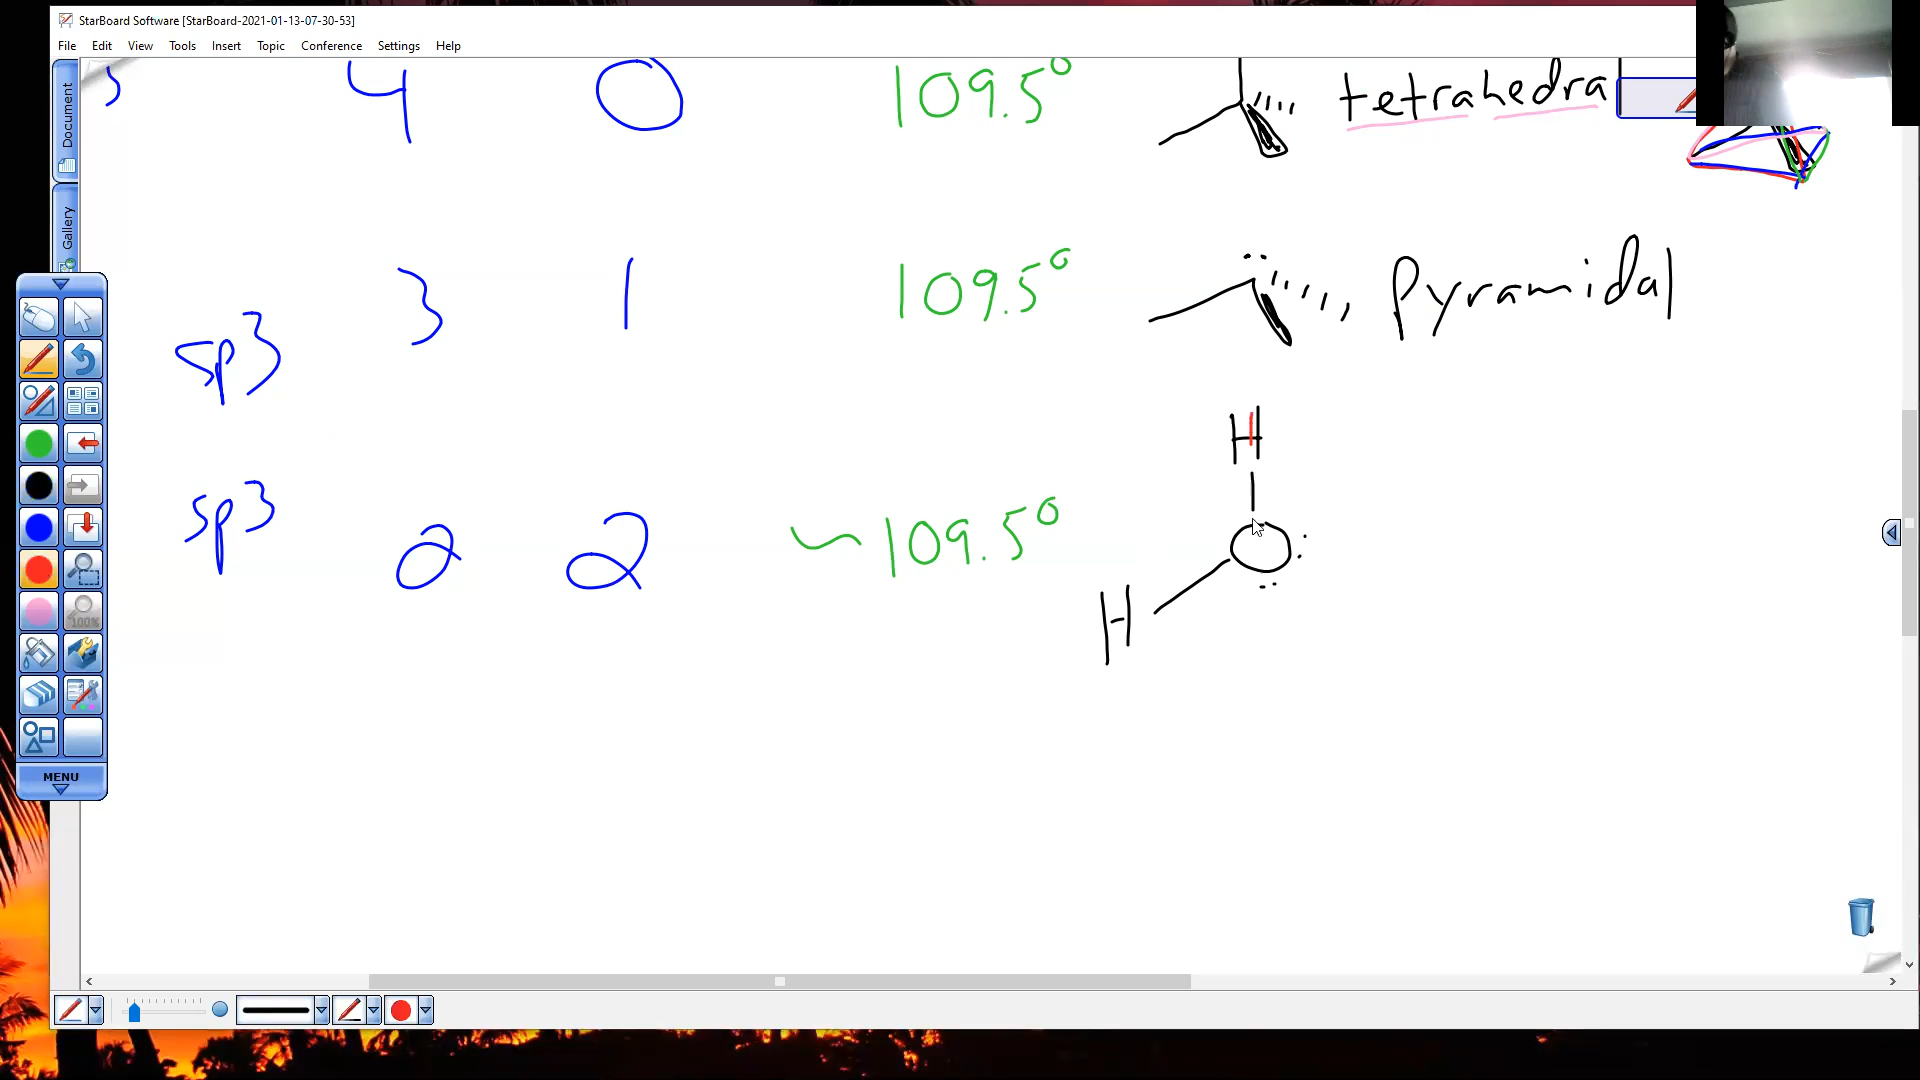 StarBoard Software [StarBoard-2021-01-13-07-30-53]
File Edit View Tools Insert Topic Conference Settings Help
Document
Gallery
4 0 109.5° tetrahedral
sp3 3 1 109.5° Pyramidal
H
sp3 2 2 ~109.5° O
H
100%
MENU